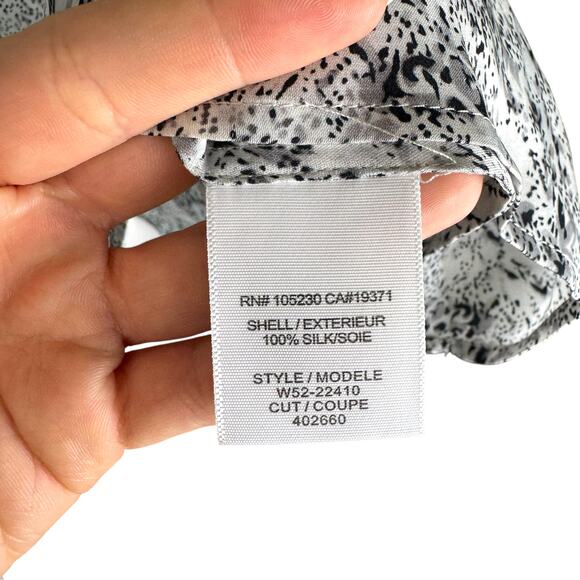 RN# 105230 CA#19371
SHELL / EXTERIEUR
100% SILK/SOIE
STYLE / MODELE
W52-22410
CUT / COUPE
402660